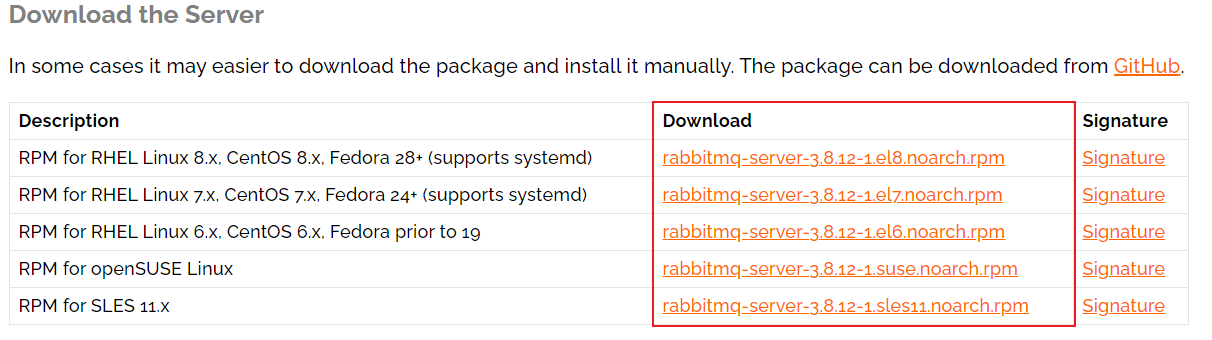 Download the Server
In some cases it may easier to download the package and install it manually. The package can be downloaded from GitHub.
Description Download Signature
RPM for RHEL Linux 8.x, CentOS 8.x, Fedora 28+ (supports systemd) rabbitmq-server-3.8.12-1.el8.noarch.rpm Signature
RPM for RHEL Linux 7.x, CentOS 7.x, Fedora 24+ (supports systemd) rabbitmq-server-3.8.12-1.el7.noarch.rpm Signature
RPM for RHEL Linux 6.x, CentOS 6.x, Fedora prior to 19 rabbitmq-server-3.8.12-1.el6.noarch.rpm Signature
RPM for openSUSE Linux rabbitmq-server-3.8.12-1.suse.noarch.rpm Signature
RPM for SLES 11.x rabbitmq-server-3.8.12-1.sles11.noarch.rpm Signature